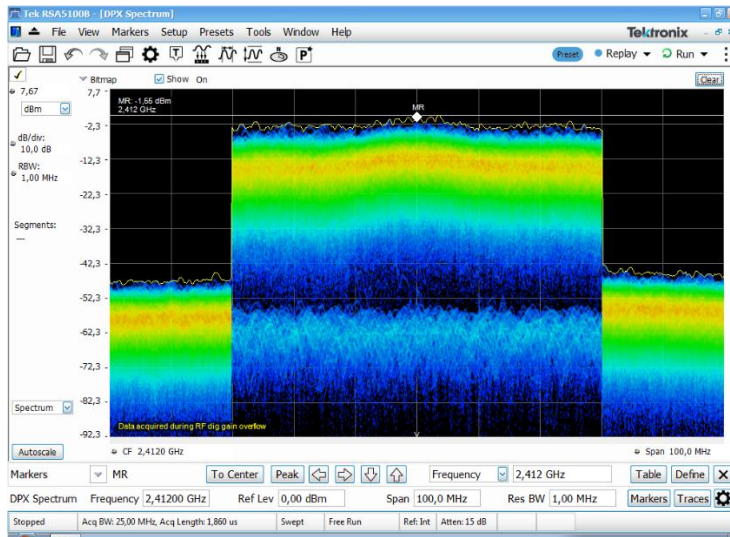 Tek RSA5100B - [DPX Spectrum]
File View Markers Setup Presets Tools Window Help
Tektronix
Preset Replay Run
Bitmap Show On Clear
7,67
dBm
dB/div:
10,0 dB
RBW:
1,00 MHz
Segments:
---
Spectrum
Autoscale
7,7
-2,3
-12,3
-22,3
-32,3
-42,3
-52,3
-62,3
-72,3
-82,3
-92,3
MR: -1,55 dBm
2,412 GHz
MR
Data acquired during RF dig gain overflow
CF 2,4120 GHz Span 100,0 MHz
Markers MR To Center Peak Frequency 2,412 GHz Table Define
DPX Spectrum Frequency 2,41200 GHz Ref Lev 0,00 dBm Span 100,0 MHz Res BW 1,00 MHz Markers Traces
Stopped Acq BW: 25,00 MHz, Acq Length: 1,860 us Swept Free Run Ref: Int Atten: 15 dB